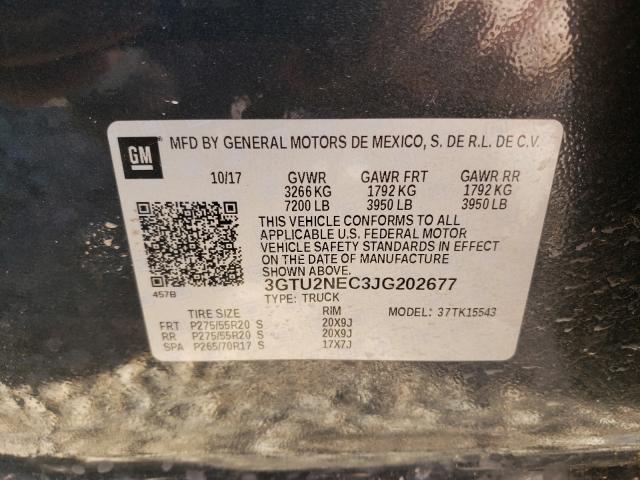 GM
MFD BY GENERAL MOTORS DE MEXICO, S. DE R.L. DE C.V.
10/17 GVWR GAWR FRT GAWR RR
3266 KG 1792 KG 1792 KG
7200 LB 3950 LB 3950 LB
THIS VEHICLE CONFORMS TO ALL
APPLICABLE U.S. FEDERAL MOTOR
VEHICLE SAFETY STANDARDS IN EFFECT
ON THE DATE OF MANUFACTURE
SHOWN ABOVE.
457B
3GTU2NEC3JG202677
TYPE: TRUCK
TIRE SIZE RIM MODEL: 37TK15543
FRT P275/55R20 S 20X9J
RR P275/55R20 S 20X9J
SPA P265/70R17 S 17X7J